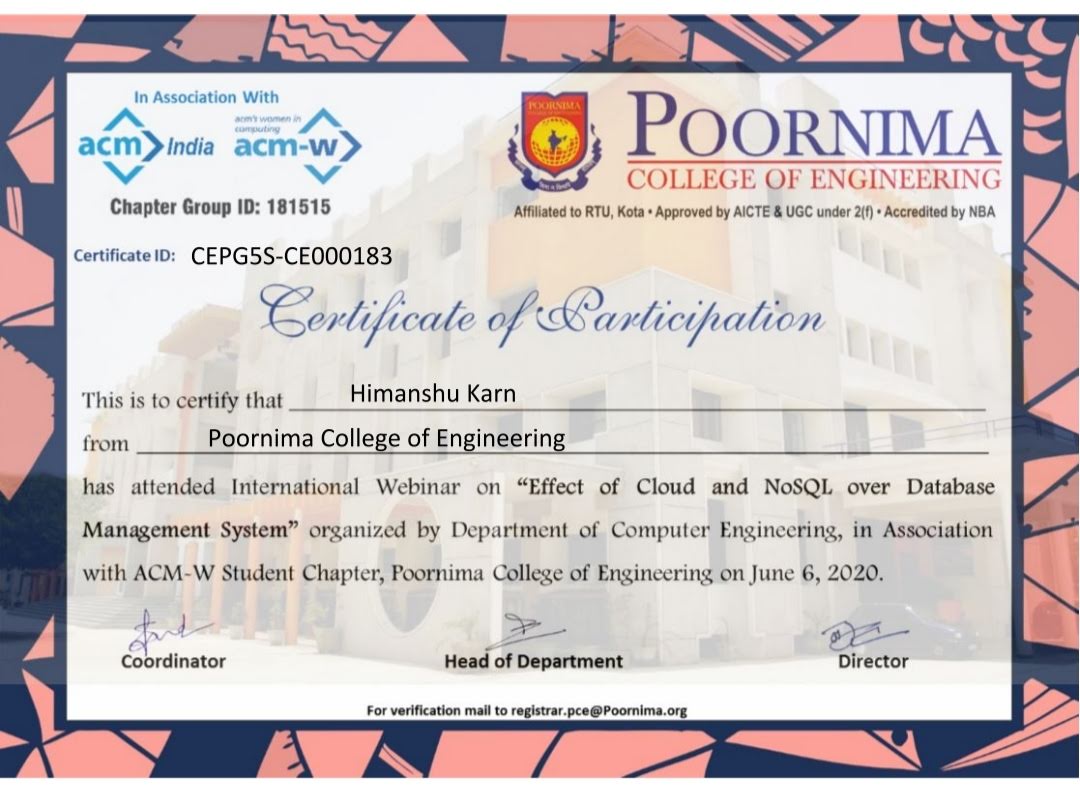 In Association With
acm India
acm's women in
computing
acm-w
Chapter Group ID: 181515
POORNIMA
POORNIMA
COLLEGE OF ENGINEERING
Affiliated to RTU, Kota • Approved by AICTE & UGC under 2(f) • Accredited by NBA
Certificate ID: CEPG5S-CE000183
Certificate of Participation
This is to certify that Himanshu Karn
from Poornima College of Engineering
has attended International Webinar on “Effect of Cloud and NoSQL over Database
Management System” organized by Department of Computer Engineering, in Association
with ACM-W Student Chapter, Poornima College of Engineering on June 6, 2020.
Coordinator
Head of Department
Director
For verification mail to registrar.pce@Poornima.org